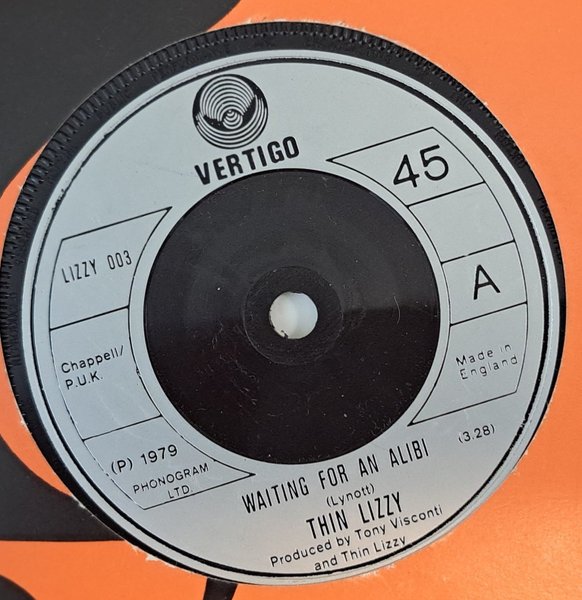 VERTIGO
45
LIZZY 003
A
Chappell/
P.U.K.
Made in
England
(P) 1979
PHONOGRAM
LTD.
WAITING FOR AN ALIBI
(3.28)
(Lynott)
THIN LIZZY
Produced by Tony Visconti
and Thin Lizzy